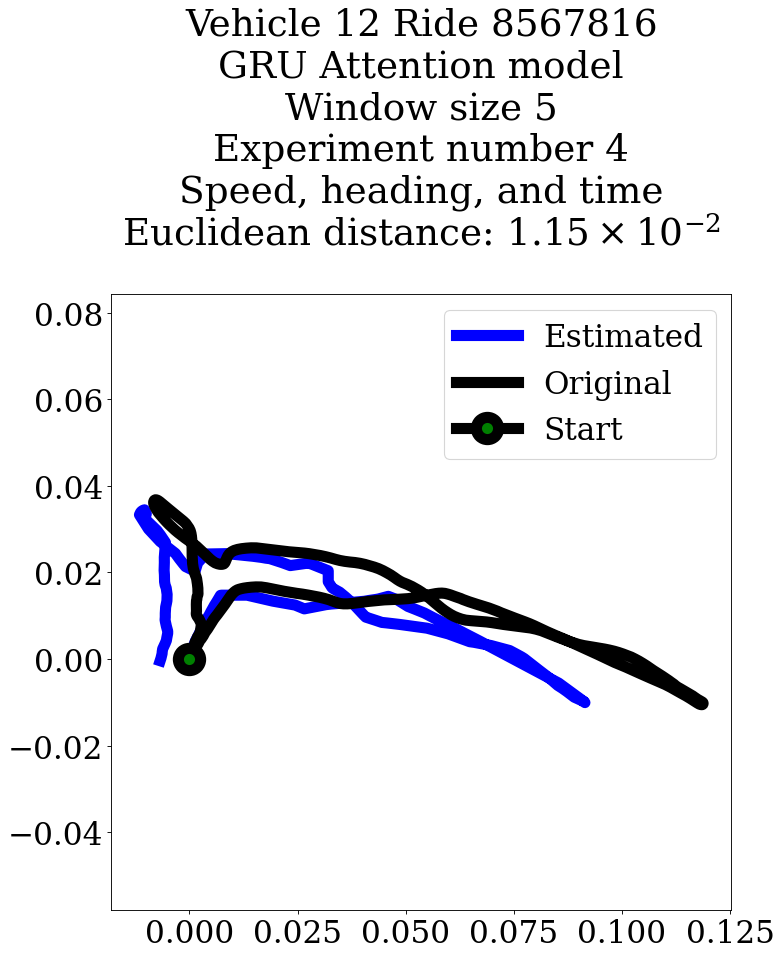 Vehicle 12 Ride 8567816
GRU Attention model
Window size 5
Experiment number 4
Speed, heading, and time
Euclidean distance: 1.15 × 10⁻²
Estimated
Original
Start
0.08
0.06
0.04
0.02
0.00
−0.02
−0.04
0.000 0.025 0.050 0.075 0.100 0.125